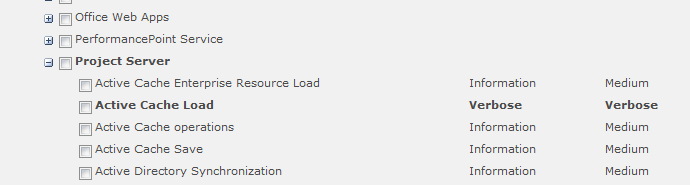 Office Web Apps
PerformancePoint Service
Project Server
Active Cache Enterprise Resource Load Information Medium
Active Cache Load Verbose Verbose
Active Cache operations Information Medium
Active Cache Save Information Medium
Active Directory Synchronization Information Medium